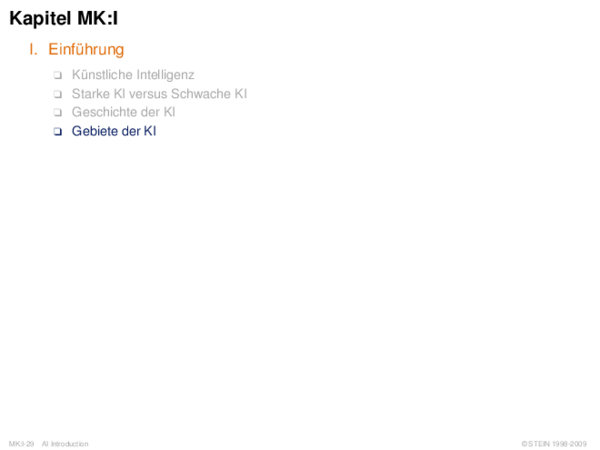 Kapitel MK:I
I. Einführung
❑ Künstliche Intelligenz
❑ Starke KI versus Schwache KI
❑ Geschichte der KI
❑ Gebiete der KI
MK:I-29 AI Introduction
© STEIN 1998-2009